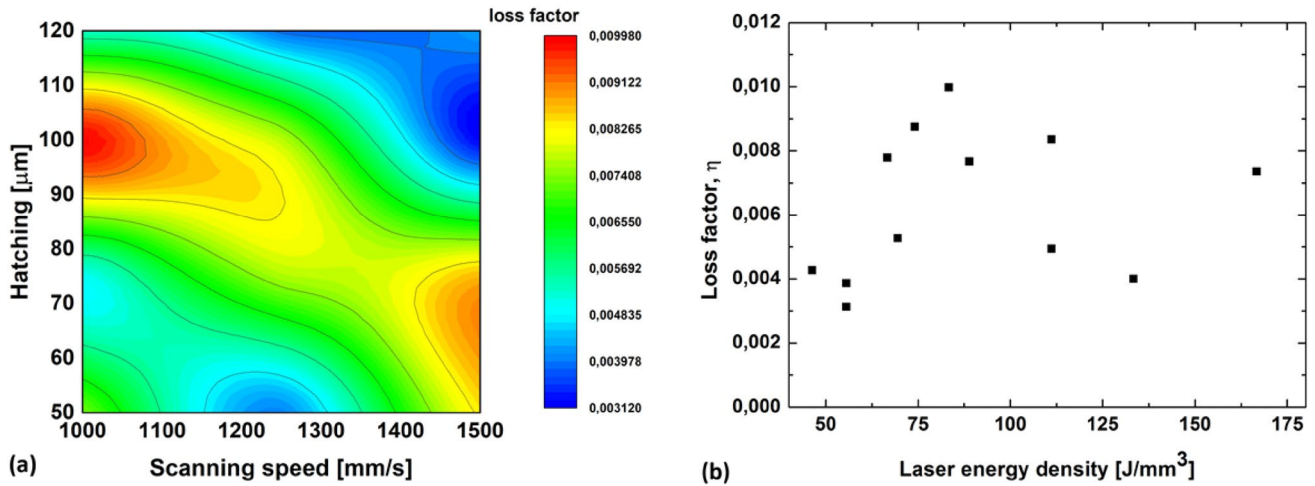 loss factor
120
110
100
90
80
70
60
50
Hatching [μm]
1000 1100 1200 1300 1400 1500
Scanning speed [mm/s]
0,009980
0,009122
0,008265
0,007408
0,006550
0,005692
0,004835
0,003978
0,003120
(a)
0,012
0,010
0,008
0,006
0,004
0,002
0,000
Loss factor, η
50 75 100 125 150 175
Laser energy density [J/mm³]
(b)